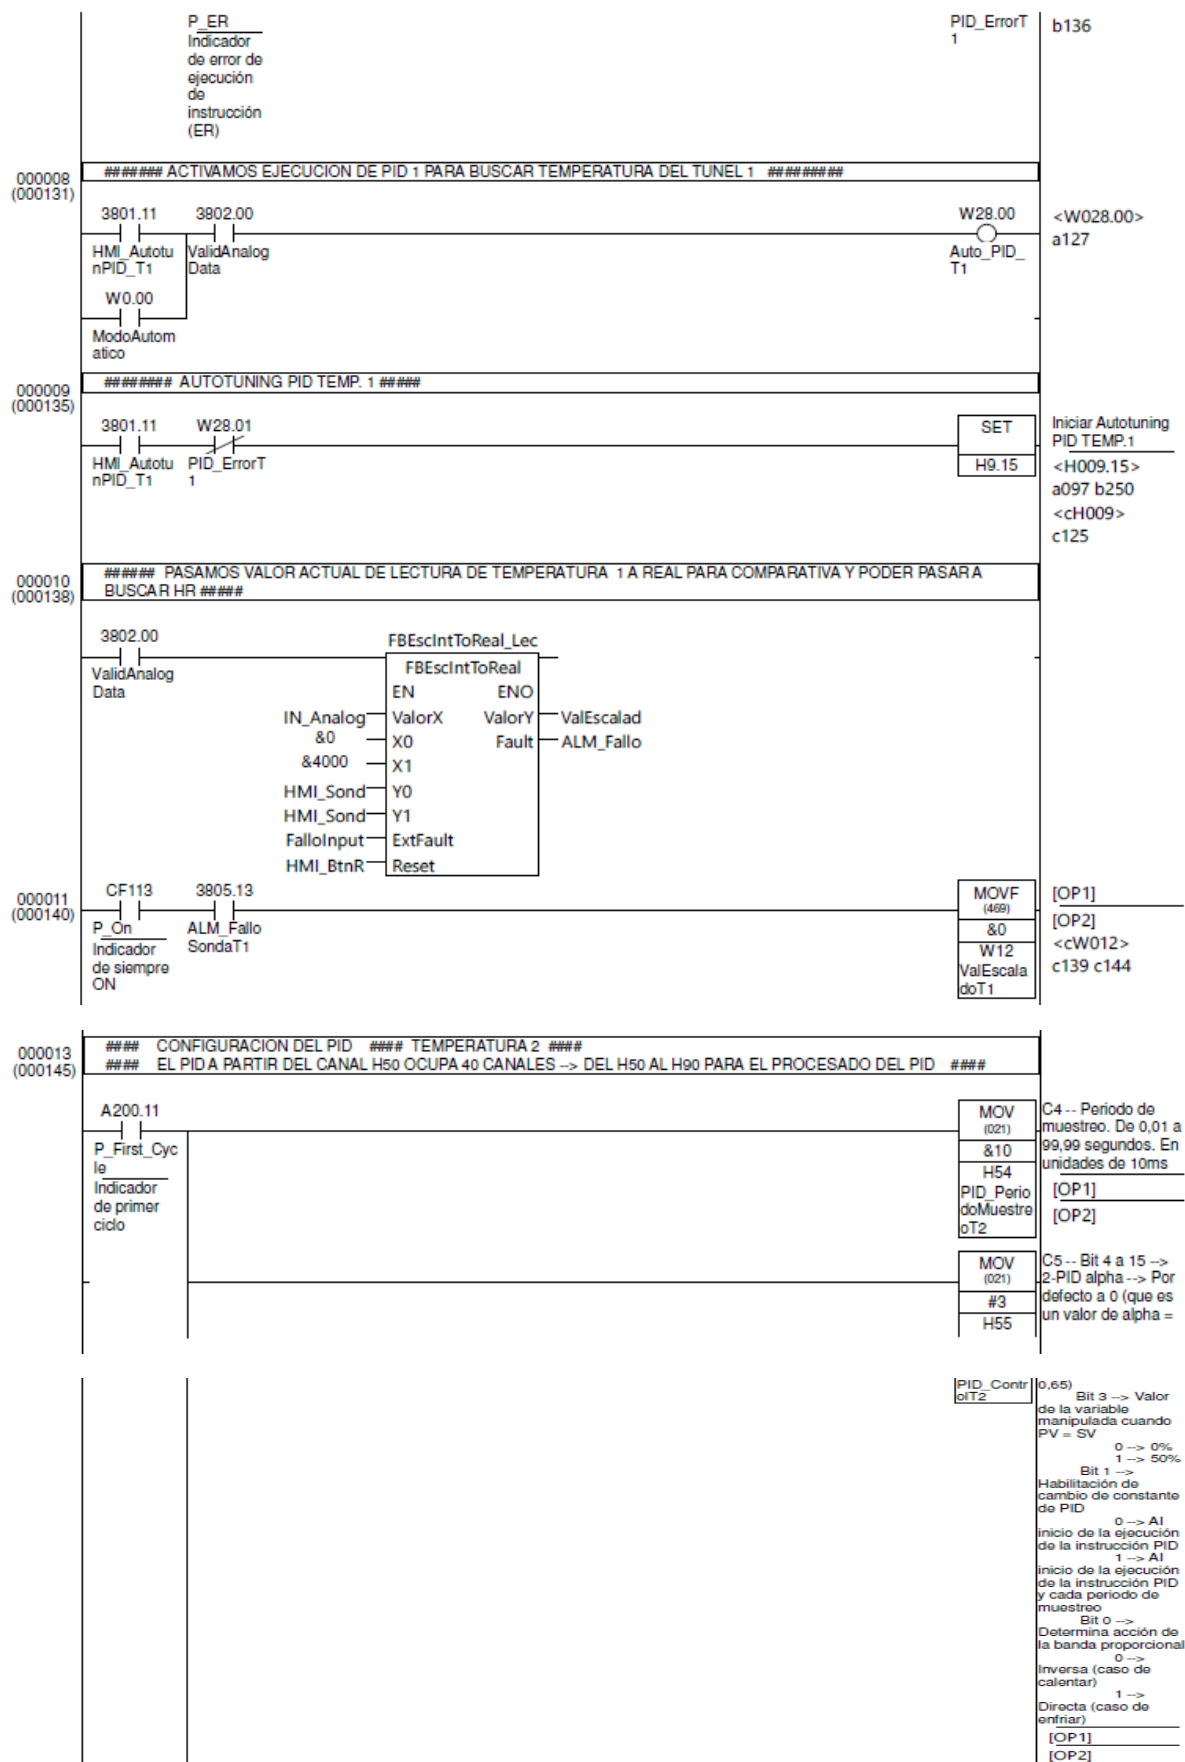 P_ER
Indicador
de error de
ejecución
de
instrucción
(ER)
PID_ErrorT
1
b136
000008
(000131)
####### ACTIVAMOS EJECUCION DE PID 1 PARA BUSCAR TEMPERATURA DEL TUNEL 1 #########
3801.11
HMI_Autotu
nPID_T1
3802.00
ValidAnalog
Data
W28.00
Auto_PID_
T1
<W028.00>
a127
W0.00
ModoAutom
atico
000009
(000135)
######## AUTOTUNING PID TEMP. 1 #####
3801.11
HMI_Autotu
nPID_T1
W28.01
PID_ErrorT
1
SET
H9.15
Iniciar Autotuning
PID TEMP.1
<H009.15>
a097 b250
<cH009>
c125
000010
(000138)
###### PASAMOS VALOR ACTUAL DE LECTURA DE TEMPERATURA 1 A REAL PARA COMPARATIVA Y PODER PASAR A
BUSCAR HR #####
3802.00
ValidAnalog
Data
FBEscIntToReal_Lec
FBEscIntToReal
EN ENO
IN_Analog ValorX ValorY ValEscalad
&0 X0 Fault ALM_Fallo
&4000 X1
HMI_Sond Y0
HMI_Sond Y1
FalloInput ExtFault
HMI_BtnR Reset
000011
(000140)
CF113
P_On
Indicador
de siempre
ON
3805.13
ALM_Fallo
SondaT1
MOVF
(469)
&0
W12
ValEscala
doT1
[OP1]
[OP2]
<cW012>
c139 c144
000013
(000145)
#### CONFIGURACION DEL PID #### TEMPERATURA 2 ####
#### EL PID A PARTIR DEL CANAL H50 OCUPA 40 CANALES --> DEL H50 AL H90 PARA EL PROCESADO DEL PID ####
A200.11
P_First_Cyc
le
Indicador
de primer
ciclo
MOV
(021)
&10
H54
PID_Perio
doMuestre
oT2
C4 -- Periodo de
muestreo. De 0,01 a
99,99 segundos. En
unidades de 10ms
[OP1]
[OP2]
MOV
(021)
#3
H55
C5 -- Bit 4 a 15 -->
2-PID alpha --> Por
defecto a 0 (que es
un valor de alpha =
PID_Contr
olT2
0,65)
Bit 3 --> Valor
de la variable
manipulada cuando
PV = SV
0 --> 0%
1 --> 50%
Bit 1 -->
Habilitación de
cambio de constante
de PID
0 --> Al
inicio de la ejecución
de la instrucción PID
1 --> Al
inicio de la ejecución
de la instrucción PID
y cada periodo de
muestreo
Bit 0 -->
Determina acción de
la banda proporcional
0 -->
Inversa (caso de
calentar)
1 -->
Directa (caso de
enfriar)
[OP1]
[OP2]